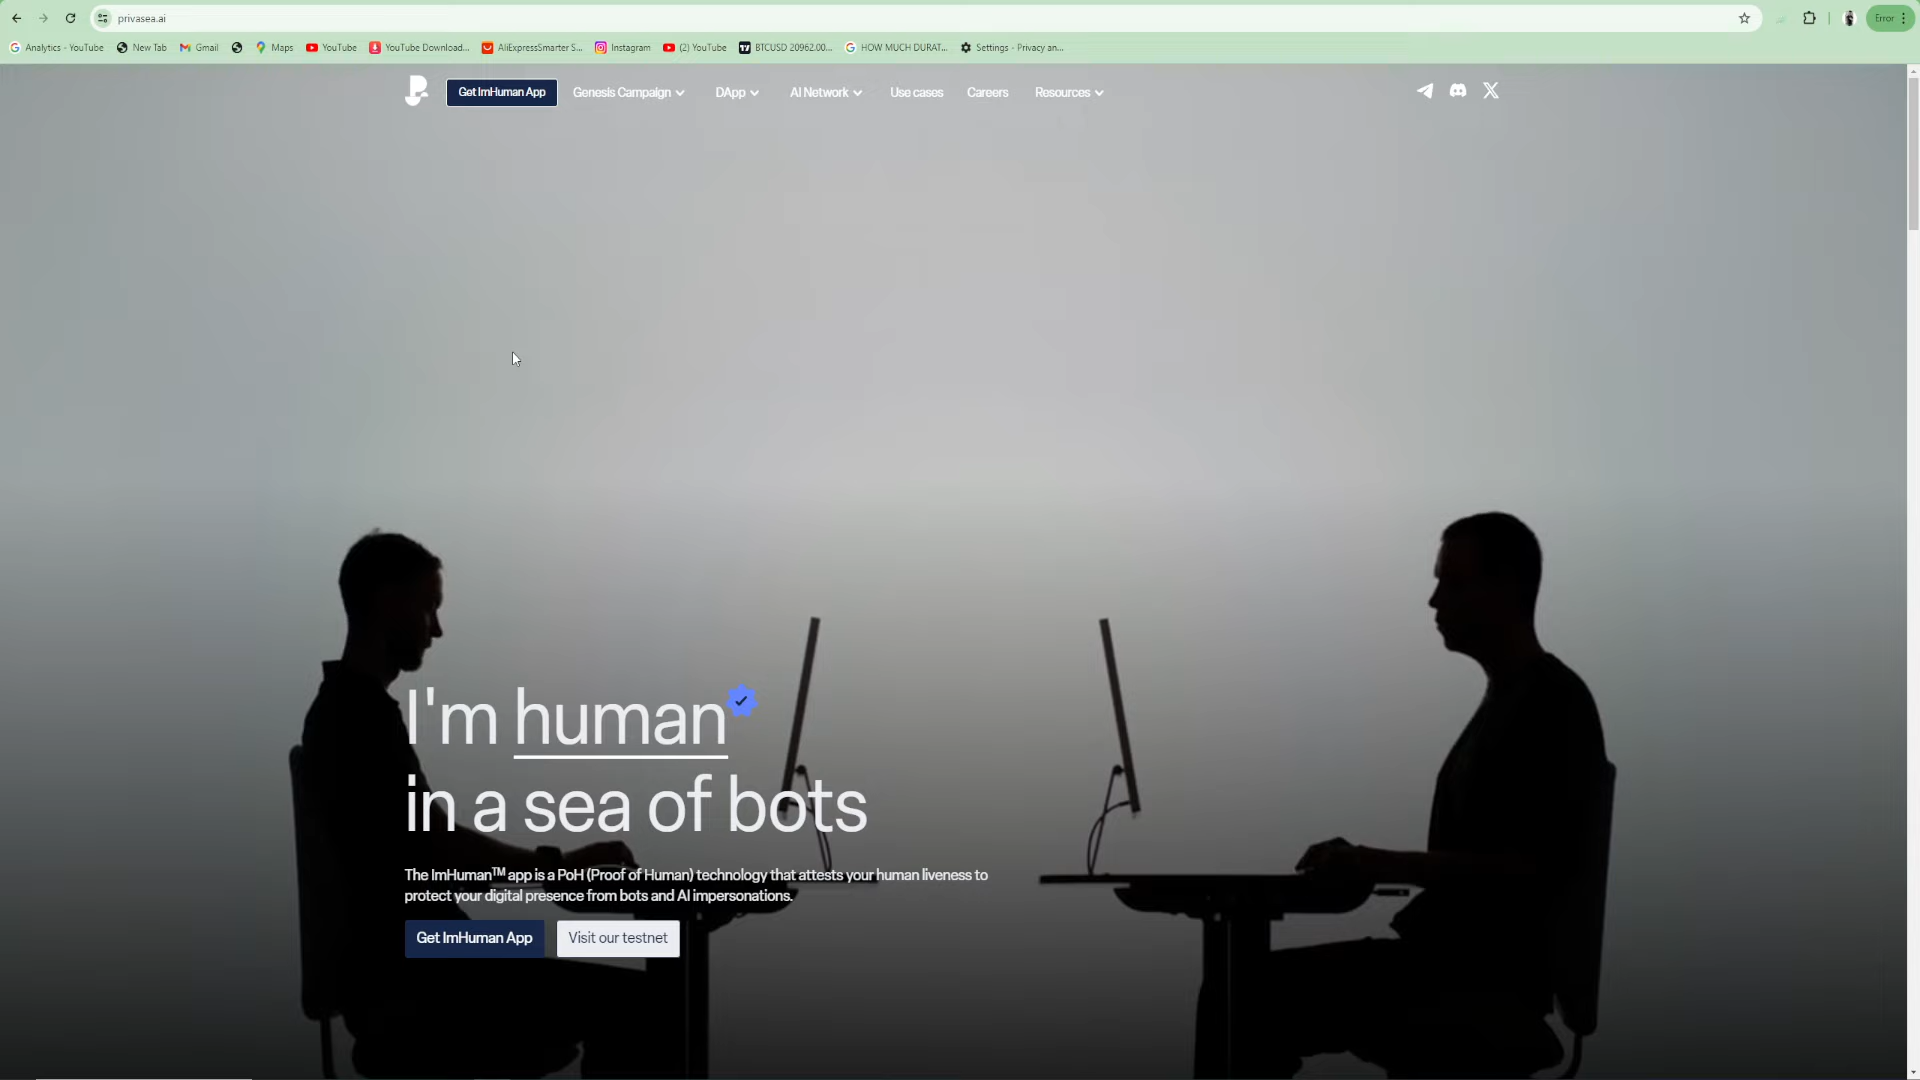 privasea.ai
Error
Analytics - YouTube
New Tab
Gmail
Maps
YouTube
YouTube Download...
AliExpressSmarter S...
Instagram
(2) YouTube
BTCUSD 20962.00...
HOW MUCH DURAT...
Settings - Privacy an...
Get ImHuman App
Genesis Campaign
DApp
AI Network
Use cases
Careers
Resources
I'm human
in a sea of bots
The ImHuman™ app is a PoH (Proof of Human) technology that attests your human liveness to
protect your digital presence from bots and AI impersonations.
Get ImHuman App
Visit our testnet